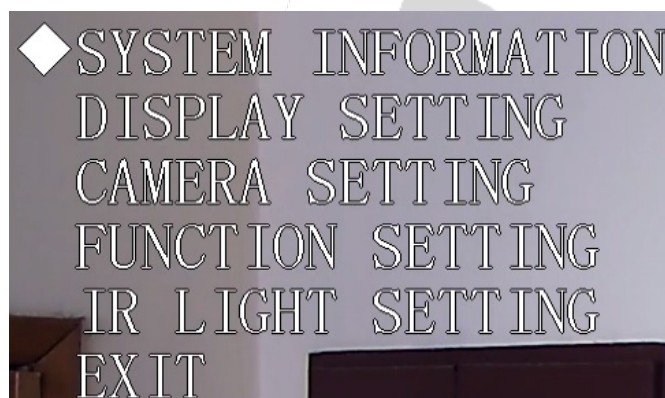 ◆SYSTEM INFORMATION
DISPLAY SETTING
CAMERA SETTING
FUNCTION SETTING
IR LIGHT SETTING
EXIT